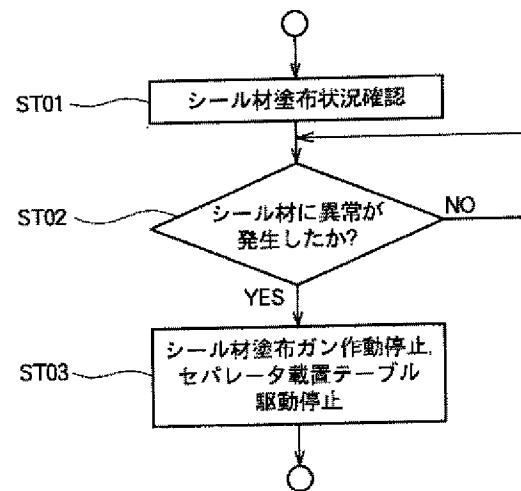 ST01
シール材塗布状況確認
ST02
シール材に異常が
発生したか?
NO
YES
ST03
シール材塗布ガン作動停止,
セパレータ載置テーブル
駆動停止